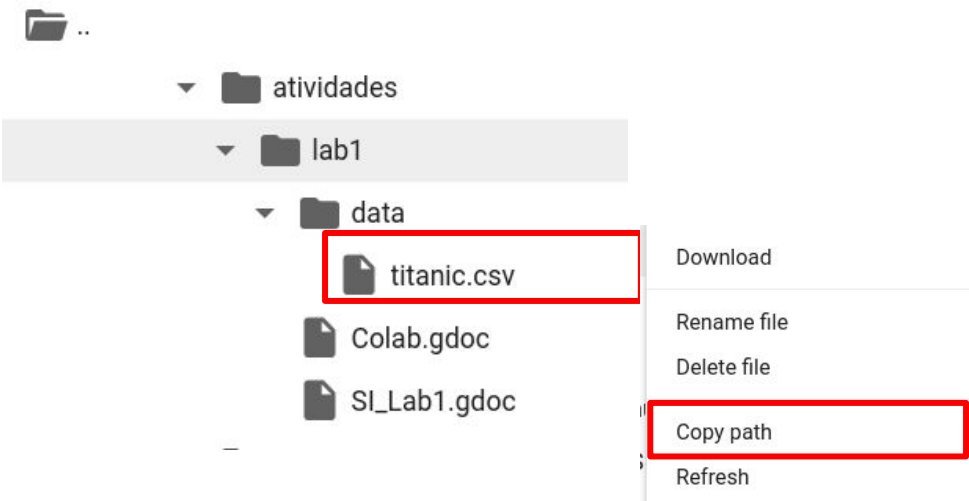 ..
atividades
lab1
data
titanic.csv
Colab.gdoc
SI_Lab1.gdoc
Download
Rename file
Delete file
Copy path
Refresh